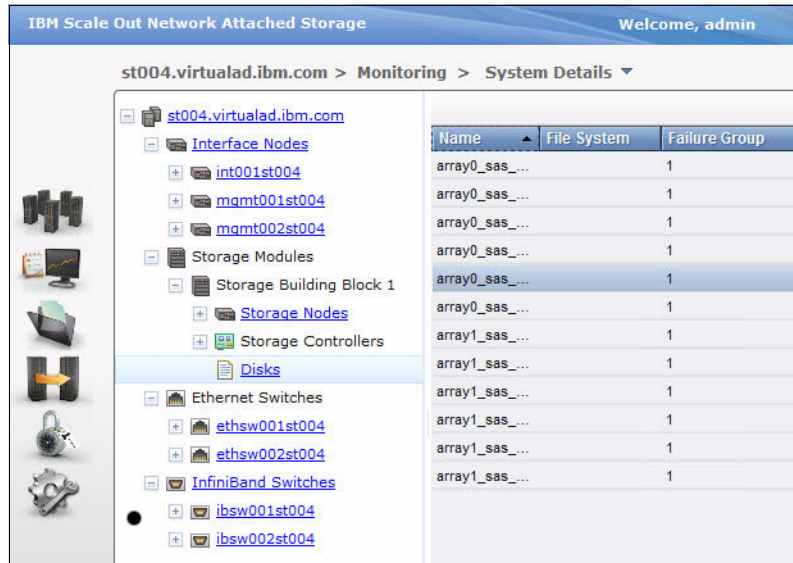 IBM Scale Out Network Attached Storage Welcome, admin
st004.virtualad.ibm.com > Monitoring > System Details
st004.virtualad.ibm.com
Interface Nodes
int001st004
mgmt001st004
mgmt002st004
Storage Modules
Storage Building Block 1
Storage Nodes
Storage Controllers
Disks
Ethernet Switches
ethsw001st004
ethsw002st004
InfiniBand Switches
ibsw001st004
ibsw002st004
Name File System Failure Group
array0_sas_... 1
array0_sas_... 1
array0_sas_... 1
array0_sas_... 1
array0_sas_... 1
array0_sas_... 1
array1_sas_... 1
array1_sas_... 1
array1_sas_... 1
array1_sas_... 1
array1_sas_... 1
array1_sas_... 1